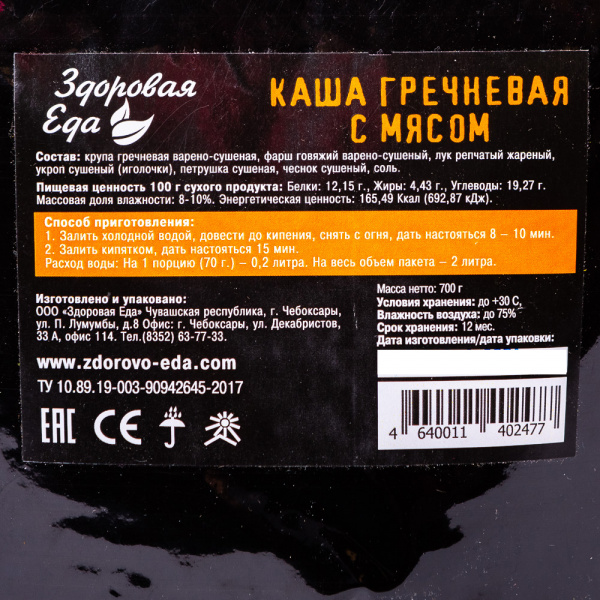 Здоровая
Еда
КАША ГРЕЧНЕВАЯ
С МЯСОМ
Состав: крупа гречневая варено-сушеная, фарш говяжий варено-сушеный, лук репчатый жареный,
укроп сушеный (иголочки), петрушка сушеная, чеснок сушеный, соль.
Пищевая ценность 100 г сухого продукта: Белки: 12,15 г., Жиры: 4,43 г., Углеводы: 19,27 г.
Массовая доля влажности: 8-10%. Энергетическая ценность: 165,49 Ккал (692,87 кДж).
Способ приготовления:
1. Залить холодной водой, довести до кипения, снять с огня, дать настояться 8 – 10 мин.
2. Залить кипятком, дать настояться 15 мин.
Расход воды: На 1 порцию (70 г.) – 0,2 литра. На весь объем пакета – 2 литра.
Изготовлено и упаковано:
ООО «Здоровая Еда» Чувашская республика, г. Чебоксары,
ул. П. Лумумбы, д.8 Офис: г. Чебоксары, ул. Декабристов,
33 А, офис 114. Тел.(8352) 63-77-33.
www.zdorovo-eda.com
ТУ 10.89.19-003-90942645-2017
EAC CE
Масса нетто: 700 г
Условия хранения: до +30 С,
Влажность воздуха: до 75%
Срок хранения: 12 мес.
Дата изготовления/дата упаковки:
4 640011 402477